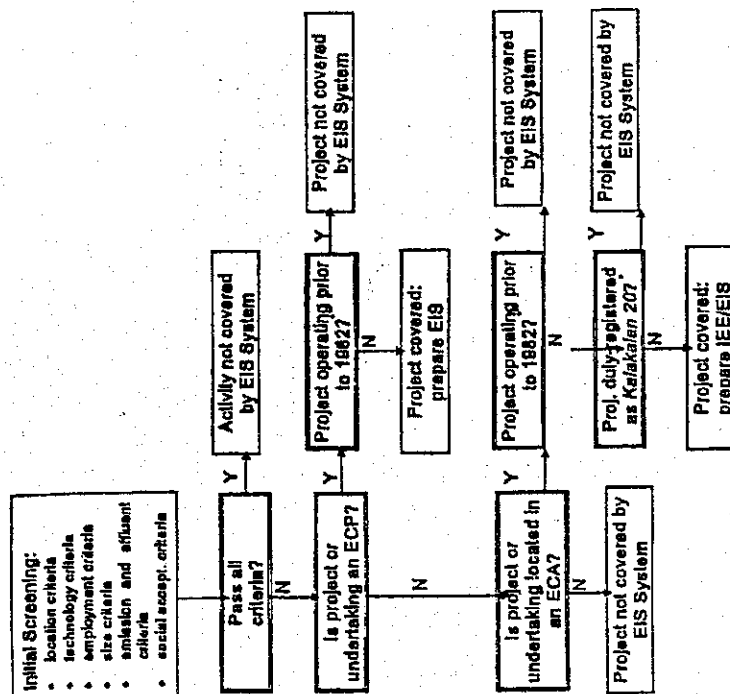 Initial Screening:
• location criteria
• technology criteria
• employment criteria
• size criteria
• emission and effluent
criteria
• social accept. criteria
Pass all
criteria?
Y
Activity not covered
by EIS System
N
Is project or
undertaking an ECP?
Y
Project operating prior
to 1982?
Y
Project not covered
by EIS System
N
Project covered:
prepare EIS
N
Is project or
undertaking located in
an ECA?
Y
Project operating prior
to 1982?
Y
Project not covered
by EIS System
N
Proj. duly-registered
as Kalakalan 20?*
Y
Project not covered by
EIS System
N
Project covered:
prepare IEE/EIS
N
Project not covered by
EIS System